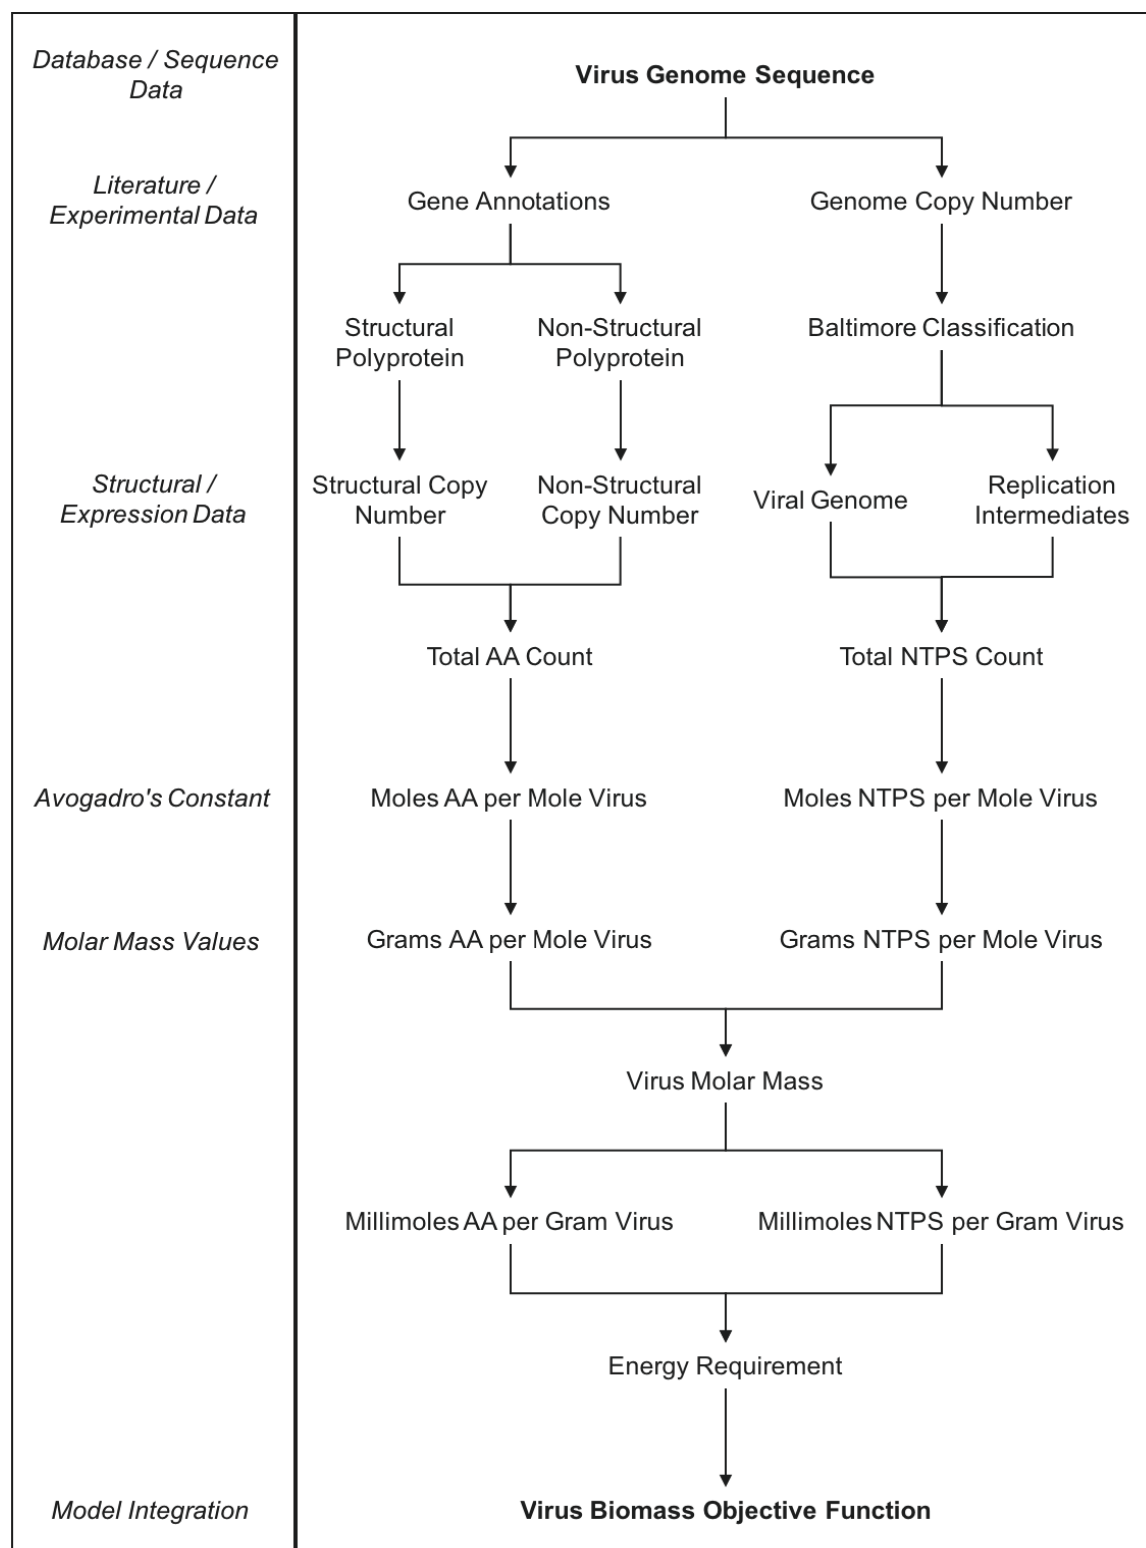 Database / Sequence
Data
Virus Genome Sequence
Literature /
Experimental Data
Gene Annotations
Genome Copy Number
Structural
Polyprotein
Non-Structural
Polyprotein
Baltimore Classification
Structural /
Expression Data
Structural Copy
Number
Non-Structural
Copy Number
Viral Genome
Replication
Intermediates
Total AA Count
Total NTPS Count
Avogadro's Constant
Moles AA per Mole Virus
Moles NTPS per Mole Virus
Molar Mass Values
Grams AA per Mole Virus
Grams NTPS per Mole Virus
Virus Molar Mass
Millimoles AA per Gram Virus
Millimoles NTPS per Gram Virus
Energy Requirement
Model Integration
Virus Biomass Objective Function